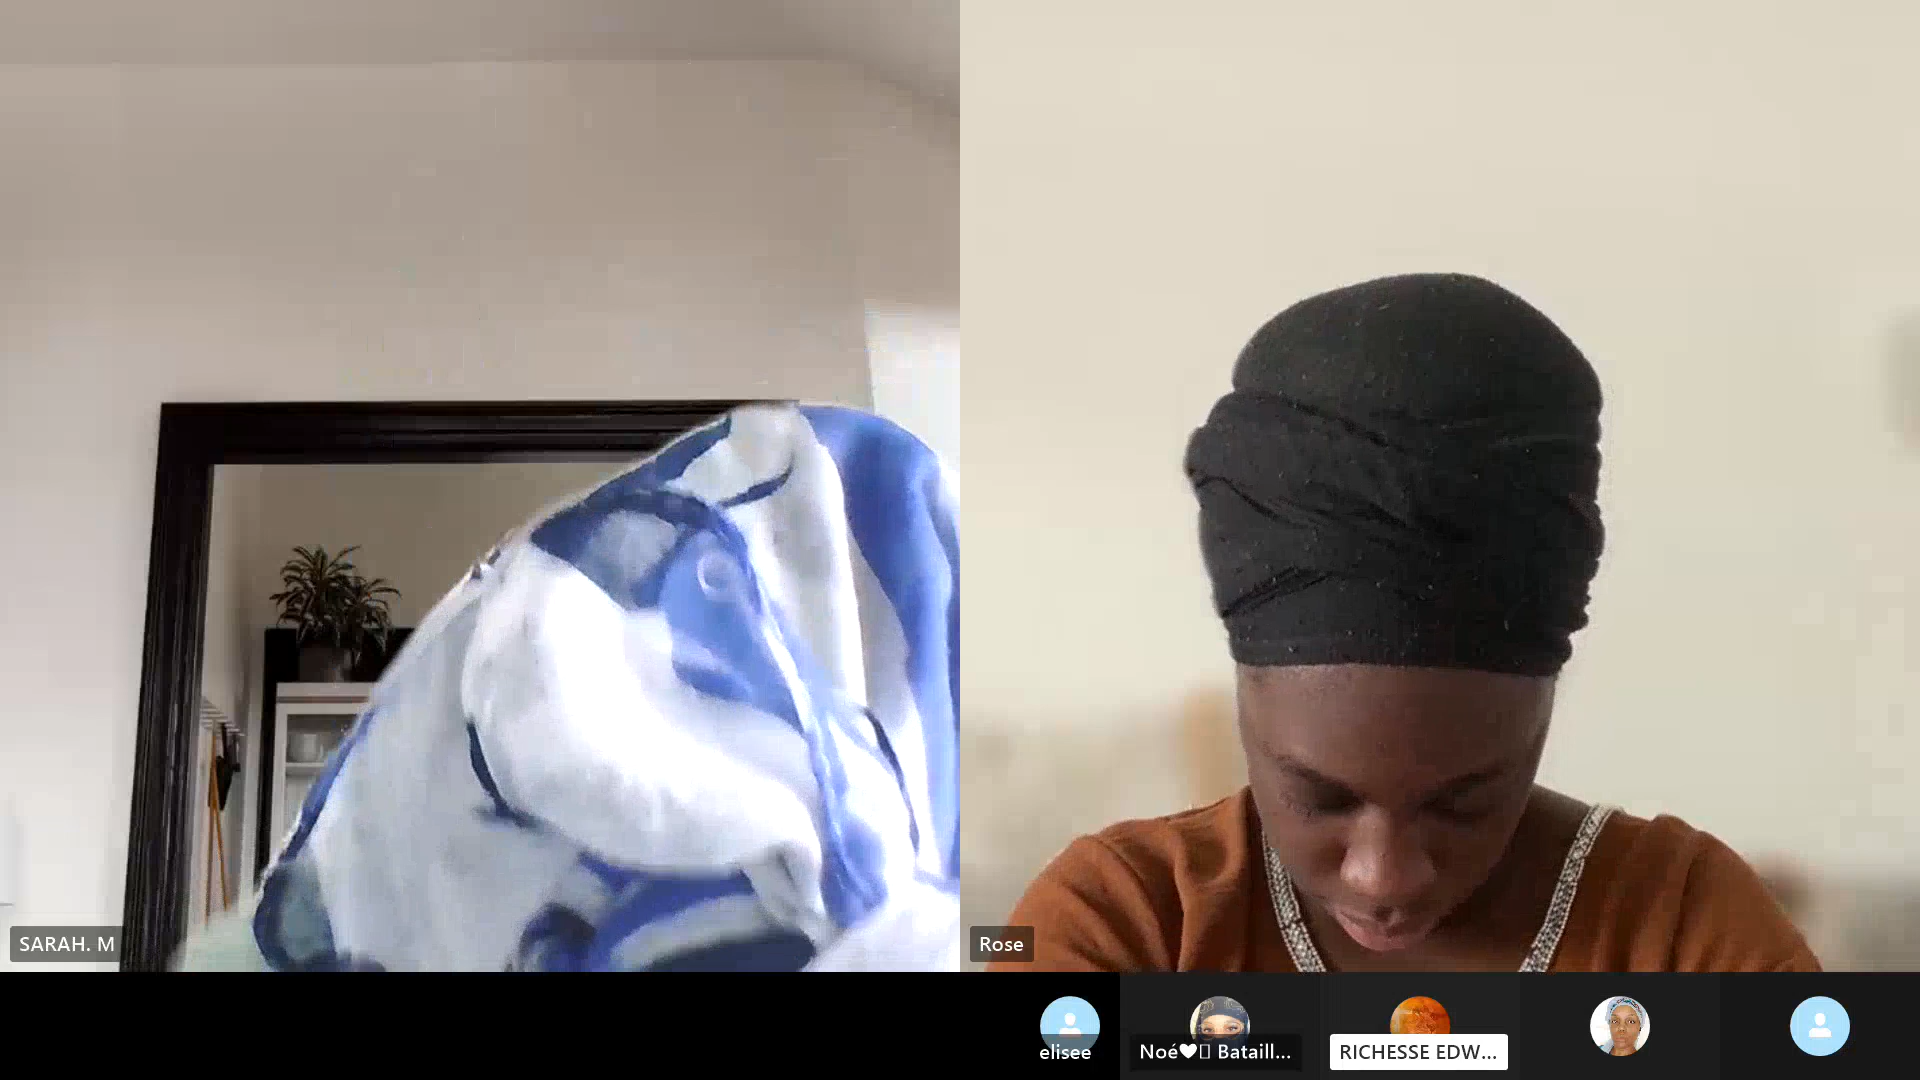 SARAH. M
Rose
elisee
Noé❤️▯ Bataill...
RICHESSE EDW...